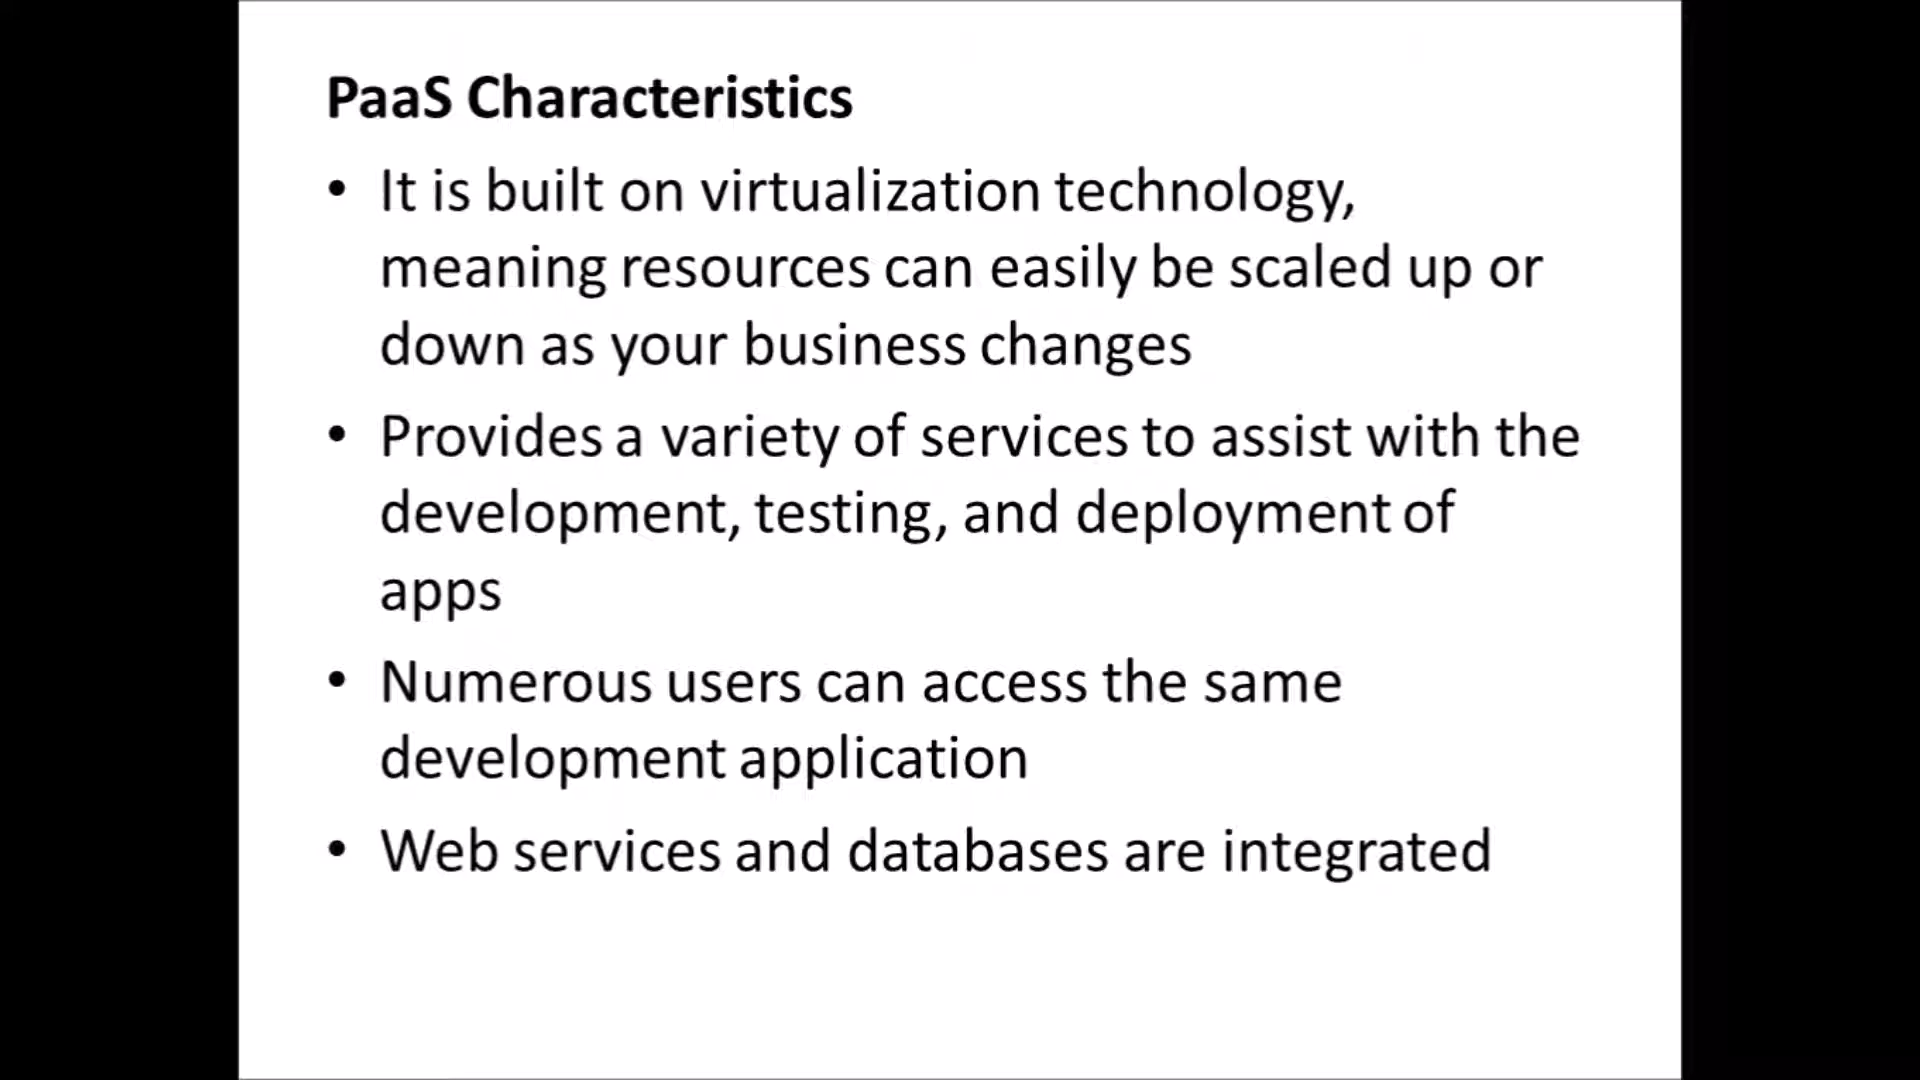 PaaS Characteristics
• It is built on virtualization technology,
meaning resources can easily be scaled up or
down as your business changes
• Provides a variety of services to assist with the
development, testing, and deployment of
apps
• Numerous users can access the same
development application
• Web services and databases are integrated